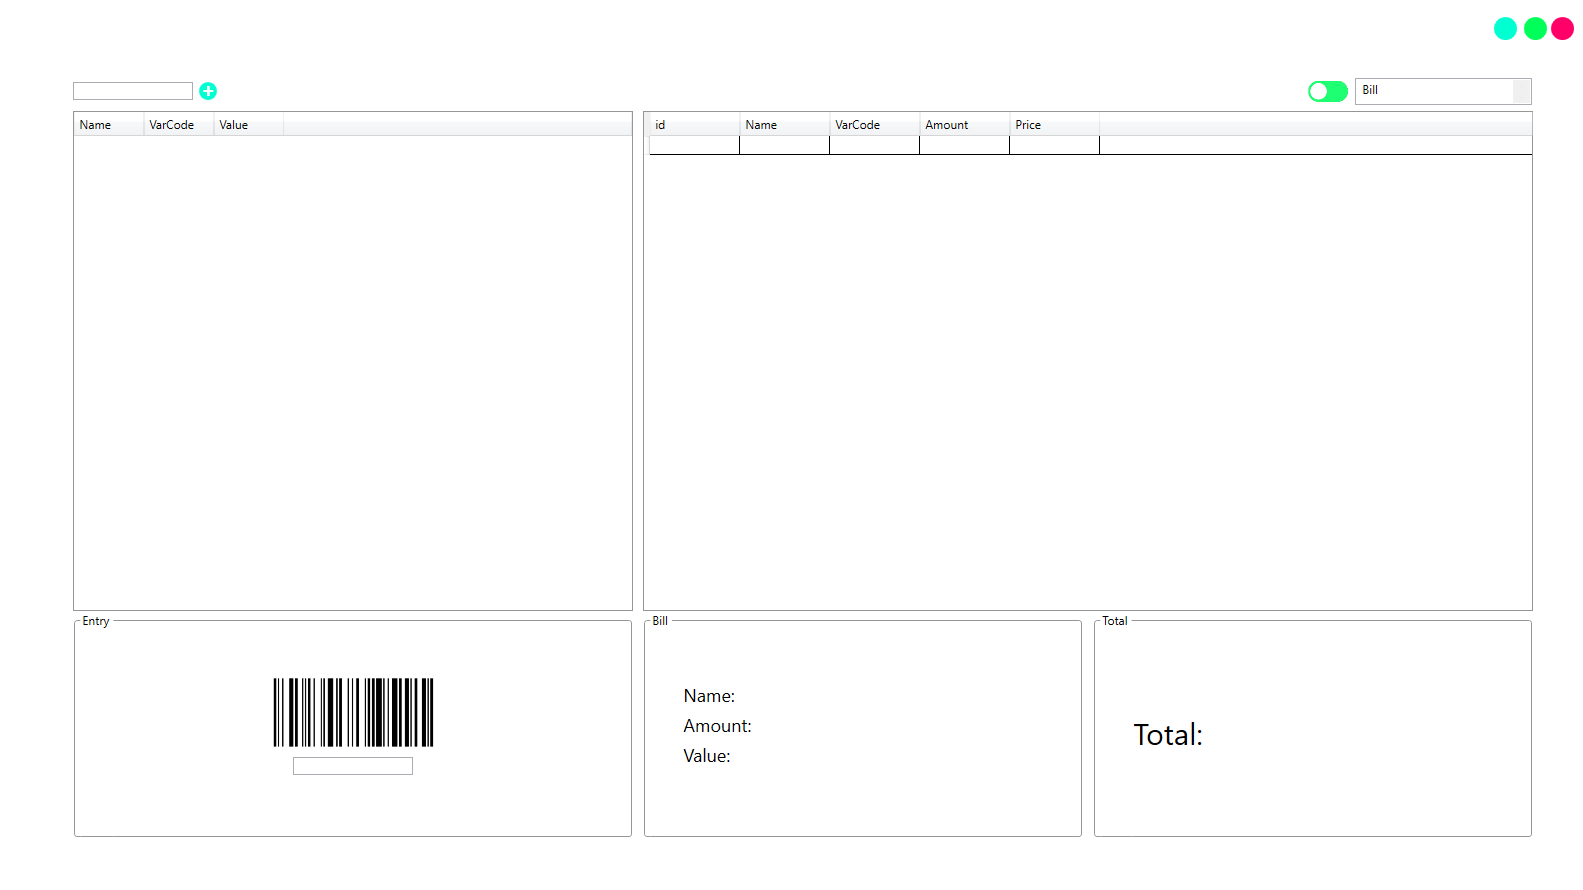 Bill
Name VarCode Value
id Name VarCode Amount Price
Entry
Bill
Name:
Amount:
Value:
Total
Total: